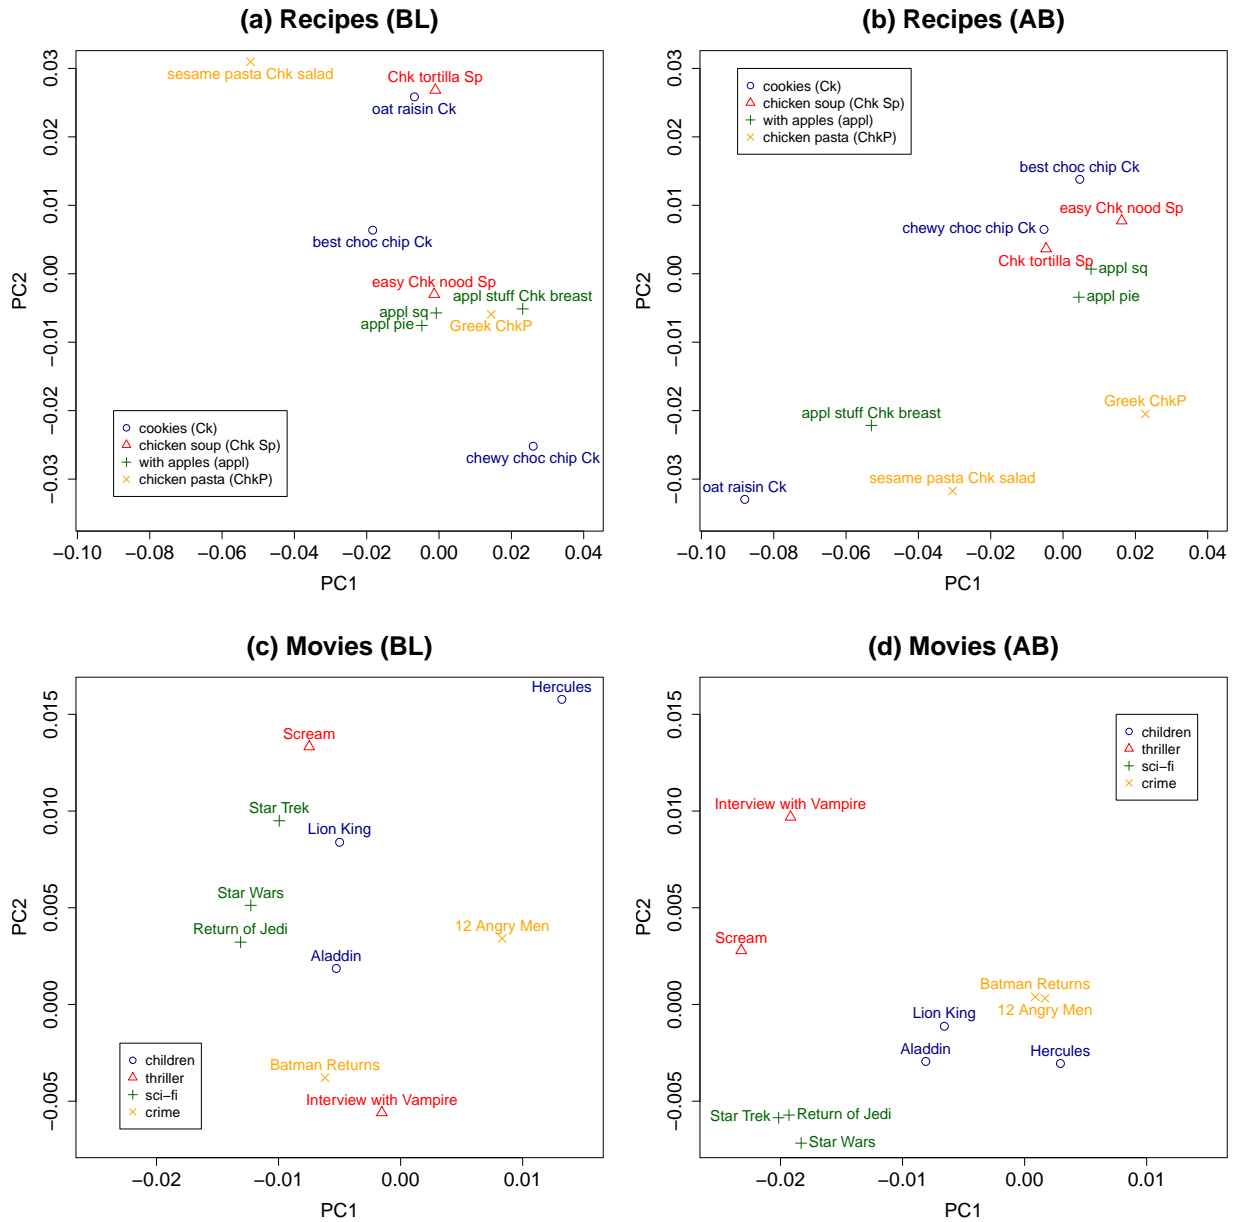 (a) Recipes (BL)
PC2
0.03
0.02
0.01
0.00
−0.01
−0.02
−0.03
sesame pasta Chk salad
Chk tortilla Sp
oat raisin Ck
best choc chip Ck
easy Chk nood Sp
appl stuff Chk breast
appl sq
appl pie
Greek ChkP
chewy choc chip Ck
cookies (Ck)
chicken soup (Chk Sp)
with apples (appl)
chicken pasta (ChkP)
−0.10 −0.06 −0.04 −0.02 0.00 0.02 0.04
PC1
(b) Recipes (AB)
PC2
0.03
0.02
0.01
0.00
−0.01
−0.02
−0.03
cookies (Ck)
chicken soup (Chk Sp)
with apples (appl)
chicken pasta (ChkP)
best choc chip Ck
easy Chk nood Sp
chewy choc chip Ck
Chk tortilla Sp
appl sq
appl pie
Greek ChkP
appl stuff Chk breast
sesame pasta Chk salad
oat raisin Ck
−0.10 −0.06 −0.04 −0.02 0.00 0.02 0.04
PC1
(c) Movies (BL)
PC2
0.015
0.010
0.005
0.000
−0.005
Hercules
Scream
Star Trek
Lion King
Star Wars
Return of Jedi
12 Angry Men
Aladdin
Batman Returns
Interview with Vampire
children
thriller
sci−fi
crime
−0.02 −0.01 0.00 0.01
PC1
(d) Movies (AB)
PC2
0.015
0.010
0.005
0.000
−0.005
children
thriller
sci−fi
crime
Interview with Vampire
Scream
Batman Returns
12 Angry Men
Lion King
Aladdin
Hercules
Star Trek
Return of Jedi
Star Wars
−0.02 −0.01 0.00 0.01
PC1